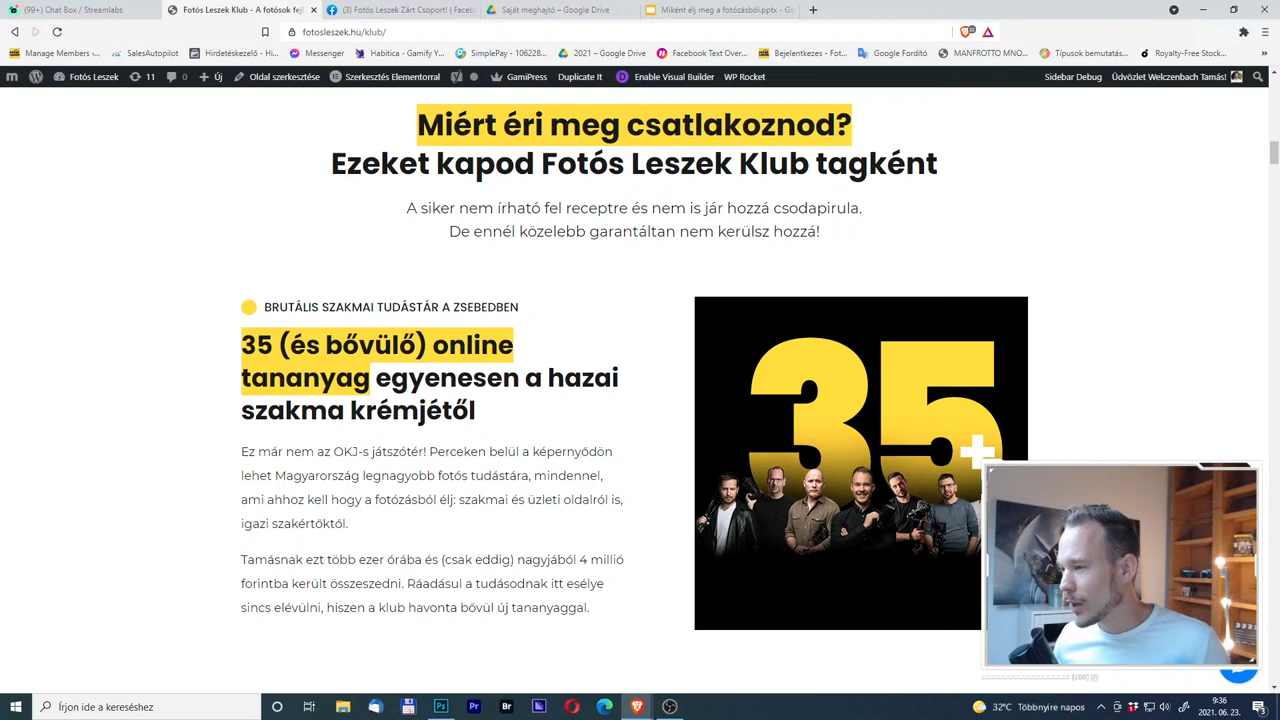 (99+) Chat Box / Streamlabs
Fotós Leszek Klub - A fotósok fejl
(3) Fotós Leszek Zárt Csoport! | Faceb
Saját meghajtó – Google Drive
Miként élj meg a fotózásból.pptx - Go
fotosleszek.hu/klub/
Manage Members ‹...
SalesAutopilot
Hirdetéskezelő - Hi...
Messenger
Habitica - Gamify Y...
SimplePay - 106228...
2021 – Google Drive
Facebook Text Over...
Bejelentkezés - Fot...
Google Fordító
MANFROTTO MNO...
Típusok bemutatás...
Royalty-Free Stock...
Fotós Leszek
11
0
Új
Oldal szerkesztése
Szerkesztés Elementorral
GamiPress
Duplicate It
Enable Visual Builder
WP Rocket
Sidebar Debug
Üdvözlet Welczenbach Tamás!
Miért éri meg csatlakoznod?
Ezeket kapod Fotós Leszek Klub tagként
A siker nem írható fel receptre és nem is jár hozzá csodapirula.
De ennél közelebb garantáltan nem kerülsz hozzá!
BRUTÁLIS SZAKMAI TUDÁSTÁR A ZSEBEDBEN
35 (és bővülő) online
tananyag egyenesen a hazai
szakma krémjétől
Ez már nem az OKJ-s játszótér! Perceken belül a képernyődön
lehet Magyarország legnagyobb fotós tudástára, mindennel,
ami ahhoz kell hogy a fotózásból élj: szakmai és üzleti oldalról is,
igazi szakértőktől.
Tamásnak ezt több ezer órába és (csak eddig) nagyjából 4 millió
forintba került összeszedni. Ráadásul a tudásodnak itt esélye
sincs elévülni, hiszen a klub havonta bővül új tananyaggal.
35+
Írjon ide a kereséshez
Ps
Pr
Br
32°C Többnyire napos
9:36
2021. 06. 23.